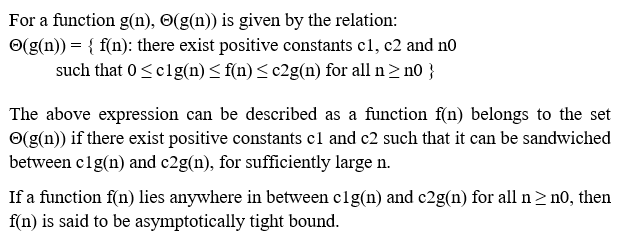 For a function g(n), Θ(g(n)) is given by the relation:
Θ(g(n)) = { f(n): there exist positive constants c1, c2 and n0
such that 0 ≤ c1g(n) ≤ f(n) ≤ c2g(n) for all n ≥ n0 }
The above expression can be described as a function f(n) belongs to the set
Θ(g(n)) if there exist positive constants c1 and c2 such that it can be sandwiched
between c1g(n) and c2g(n), for sufficiently large n.
If a function f(n) lies anywhere in between c1g(n) and c2g(n) for all n ≥ n0, then
f(n) is said to be asymptotically tight bound.